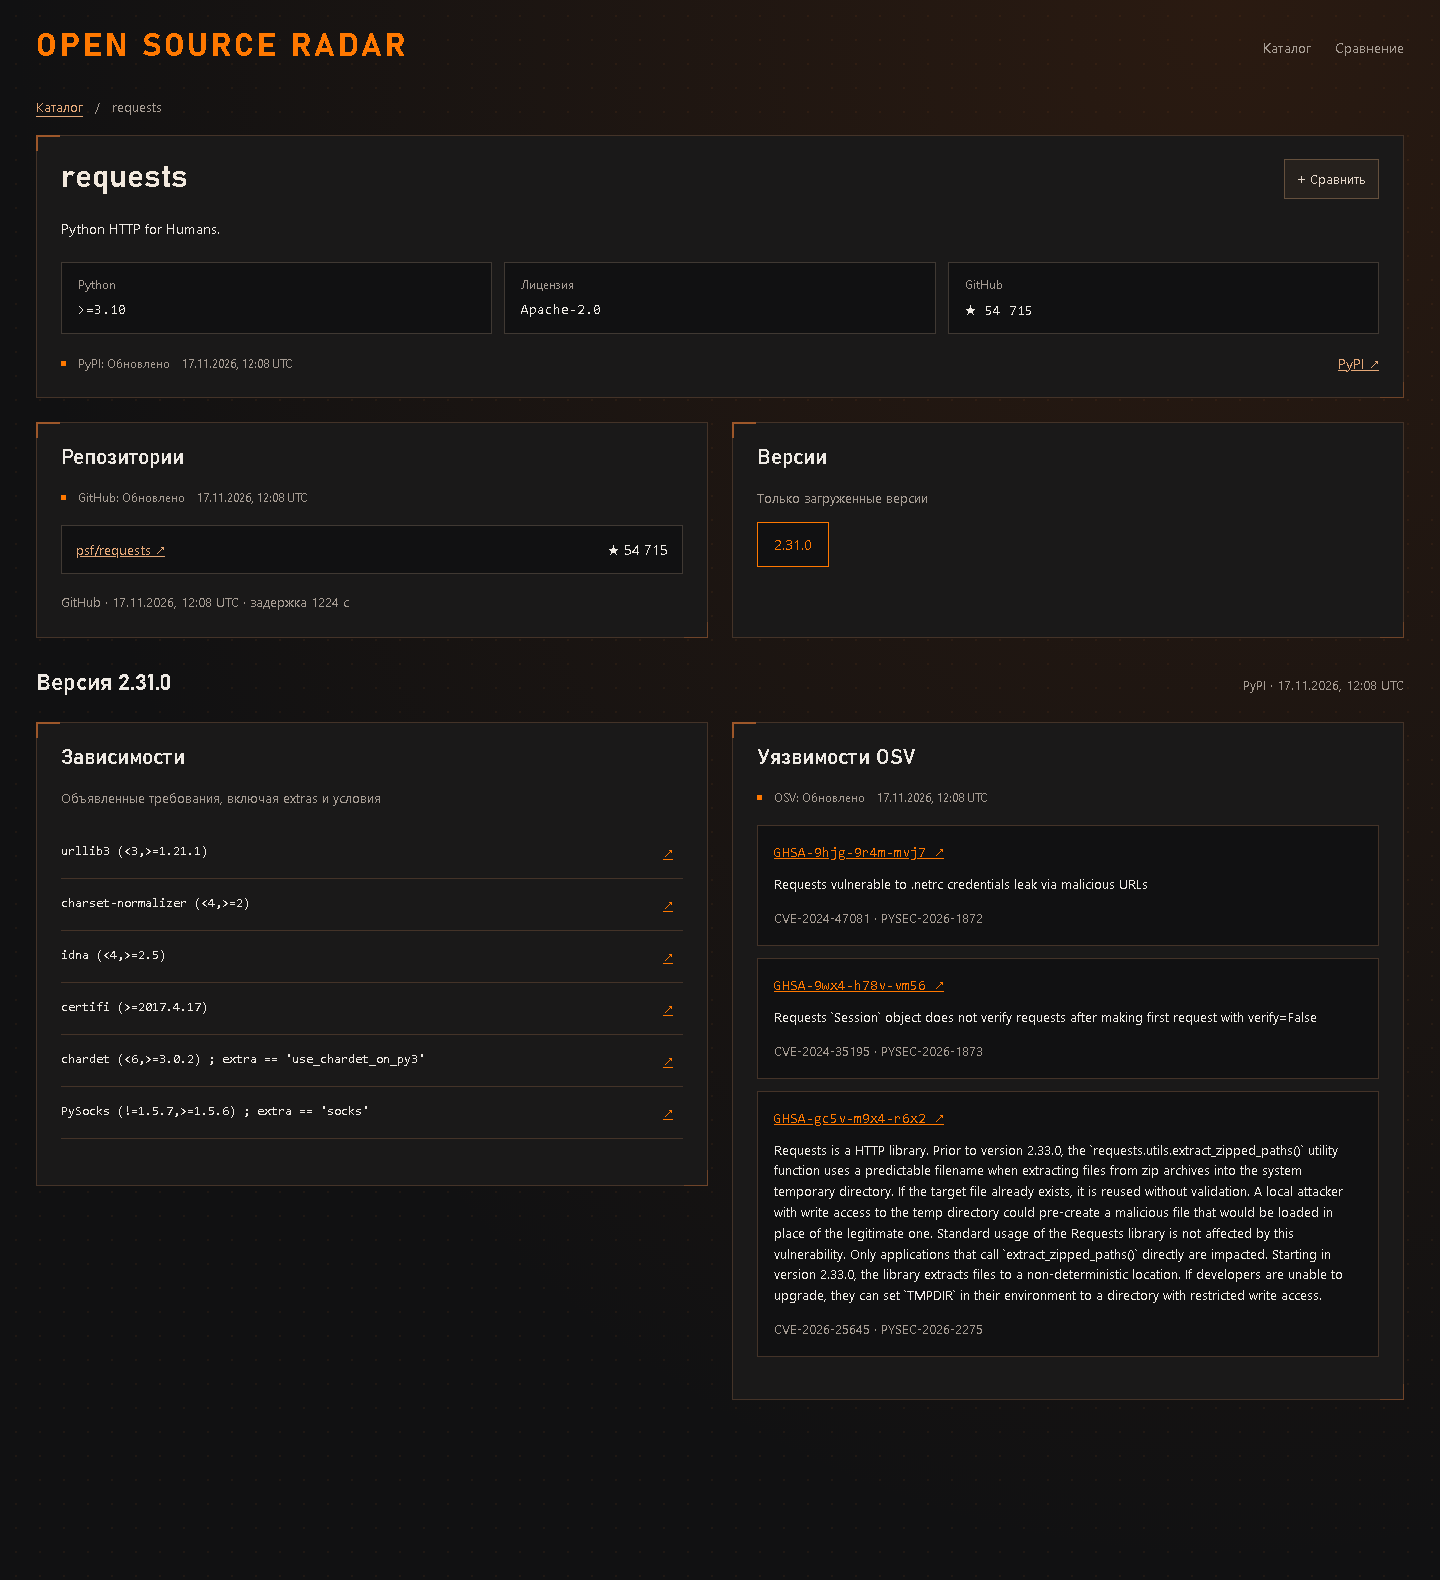 OPEN SOURCE RADAR
Каталог Сравнение
Каталог / requests
requests
+ Сравнить
Python HTTP for Humans.
Python
>=3.10
Лицензия
Apache-2.0
GitHub
★ 54 715
PyPI: Обновлено 17.11.2026, 12:08 UTC
PyPI ↗
Репозитории
GitHub: Обновлено 17.11.2026, 12:08 UTC
psf/requests ↗ ★ 54 715
GitHub · 17.11.2026, 12:08 UTC · задержка 1224 с
Версии
Только загруженные версии
2.31.0
Версия 2.31.0
PyPI · 17.11.2026, 12:08 UTC
Зависимости
Объявленные требования, включая extras и условия
urllib3 (<3,>=1.21.1) ↗
charset-normalizer (<4,>=2) ↗
idna (<4,>=2.5) ↗
certifi (>=2017.4.17) ↗
chardet (<6,>=3.0.2) ; extra == 'use_chardet_on_py3' ↗
PySocks (!=1.5.7,>=1.5.6) ; extra == 'socks' ↗
Уязвимости OSV
OSV: Обновлено 17.11.2026, 12:08 UTC
GHSA-9hjg-9r4m-mvj7 ↗
Requests vulnerable to .netrc credentials leak via malicious URLs
CVE-2024-47081 · PYSEC-2026-1872
GHSA-9wx4-h78v-vm56 ↗
Requests `Session` object does not verify requests after making first request with verify=False
CVE-2024-35195 · PYSEC-2026-1873
GHSA-gc5v-m9x4-r6x2 ↗
Requests is a HTTP library. Prior to version 2.33.0, the `requests.utils.extract_zipped_paths()` utility
function uses a predictable filename when extracting files from zip archives into the system
temporary directory. If the target file already exists, it is reused without validation. A local attacker
with write access to the temp directory could pre-create a malicious file that would be loaded in
place of the legitimate one. Standard usage of the Requests library is not affected by this
vulnerability. Only applications that call `extract_zipped_paths()` directly are impacted. Starting in
version 2.33.0, the library extracts files to a non-deterministic location. If developers are unable to
upgrade, they can set `TMPDIR` in their environment to a directory with restricted write access.
CVE-2026-25645 · PYSEC-2026-2275